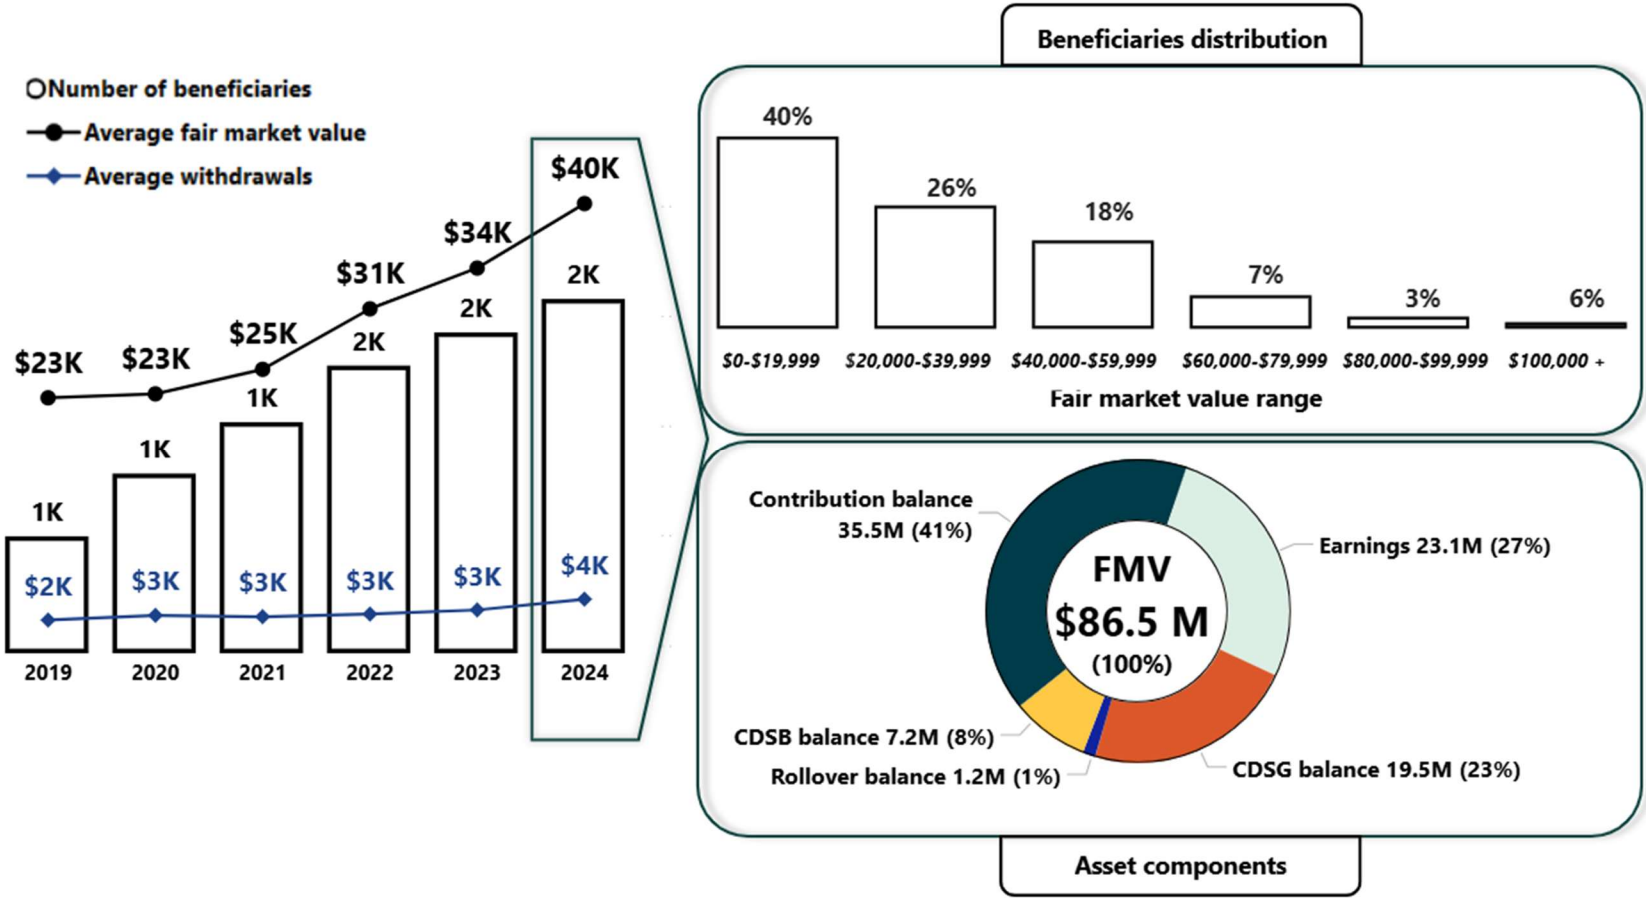 Number of beneficiaries
Average fair market value
Average withdrawals
$23K
$23K
$25K
$31K
$34K
$40K
1K
1K
1K
2K
2K
2K
$2K
$3K
$3K
$3K
$3K
$4K
2019
2020
2021
2022
2023
2024
Beneficiaries distribution
40%
26%
18%
7%
3%
6%
$0-$19,999
$20,000-$39,999
$40,000-$59,999
$60,000-$79,999
$80,000-$99,999
$100,000 +
Fair market value range
Contribution balance
35.5M (41%)
Earnings 23.1M (27%)
FMV
$86.5 M
(100%)
CDSB balance 7.2M (8%)
Rollover balance 1.2M (1%)
CDSG balance 19.5M (23%)
Asset components